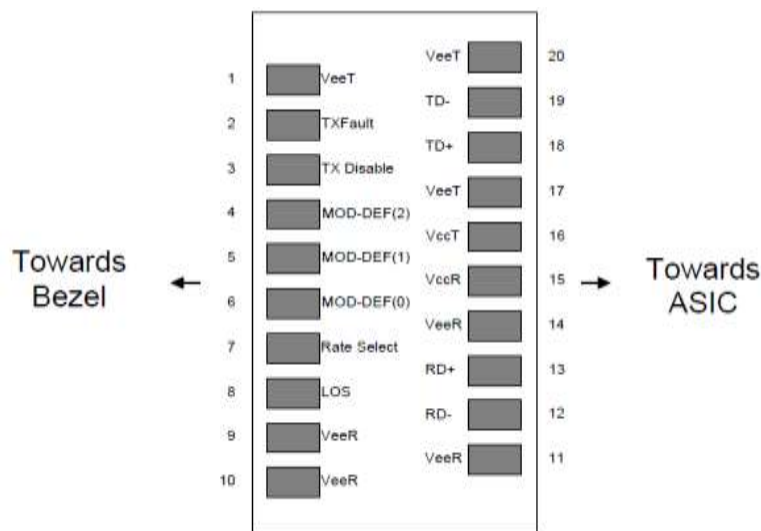 VeeT 20
1 VeeT
TD- 19
2 TXFault
TD+ 18
3 TX Disable
VeeT 17
4 MOD-DEF(2)
VccT 16
5 MOD-DEF(1)
Towards Bezel
VccR 15
Towards ASIC
6 MOD-DEF(0)
VeeR 14
7 Rate Select
RD+ 13
8 LOS
RD- 12
9 VeeR
VeeR 11
10 VeeR